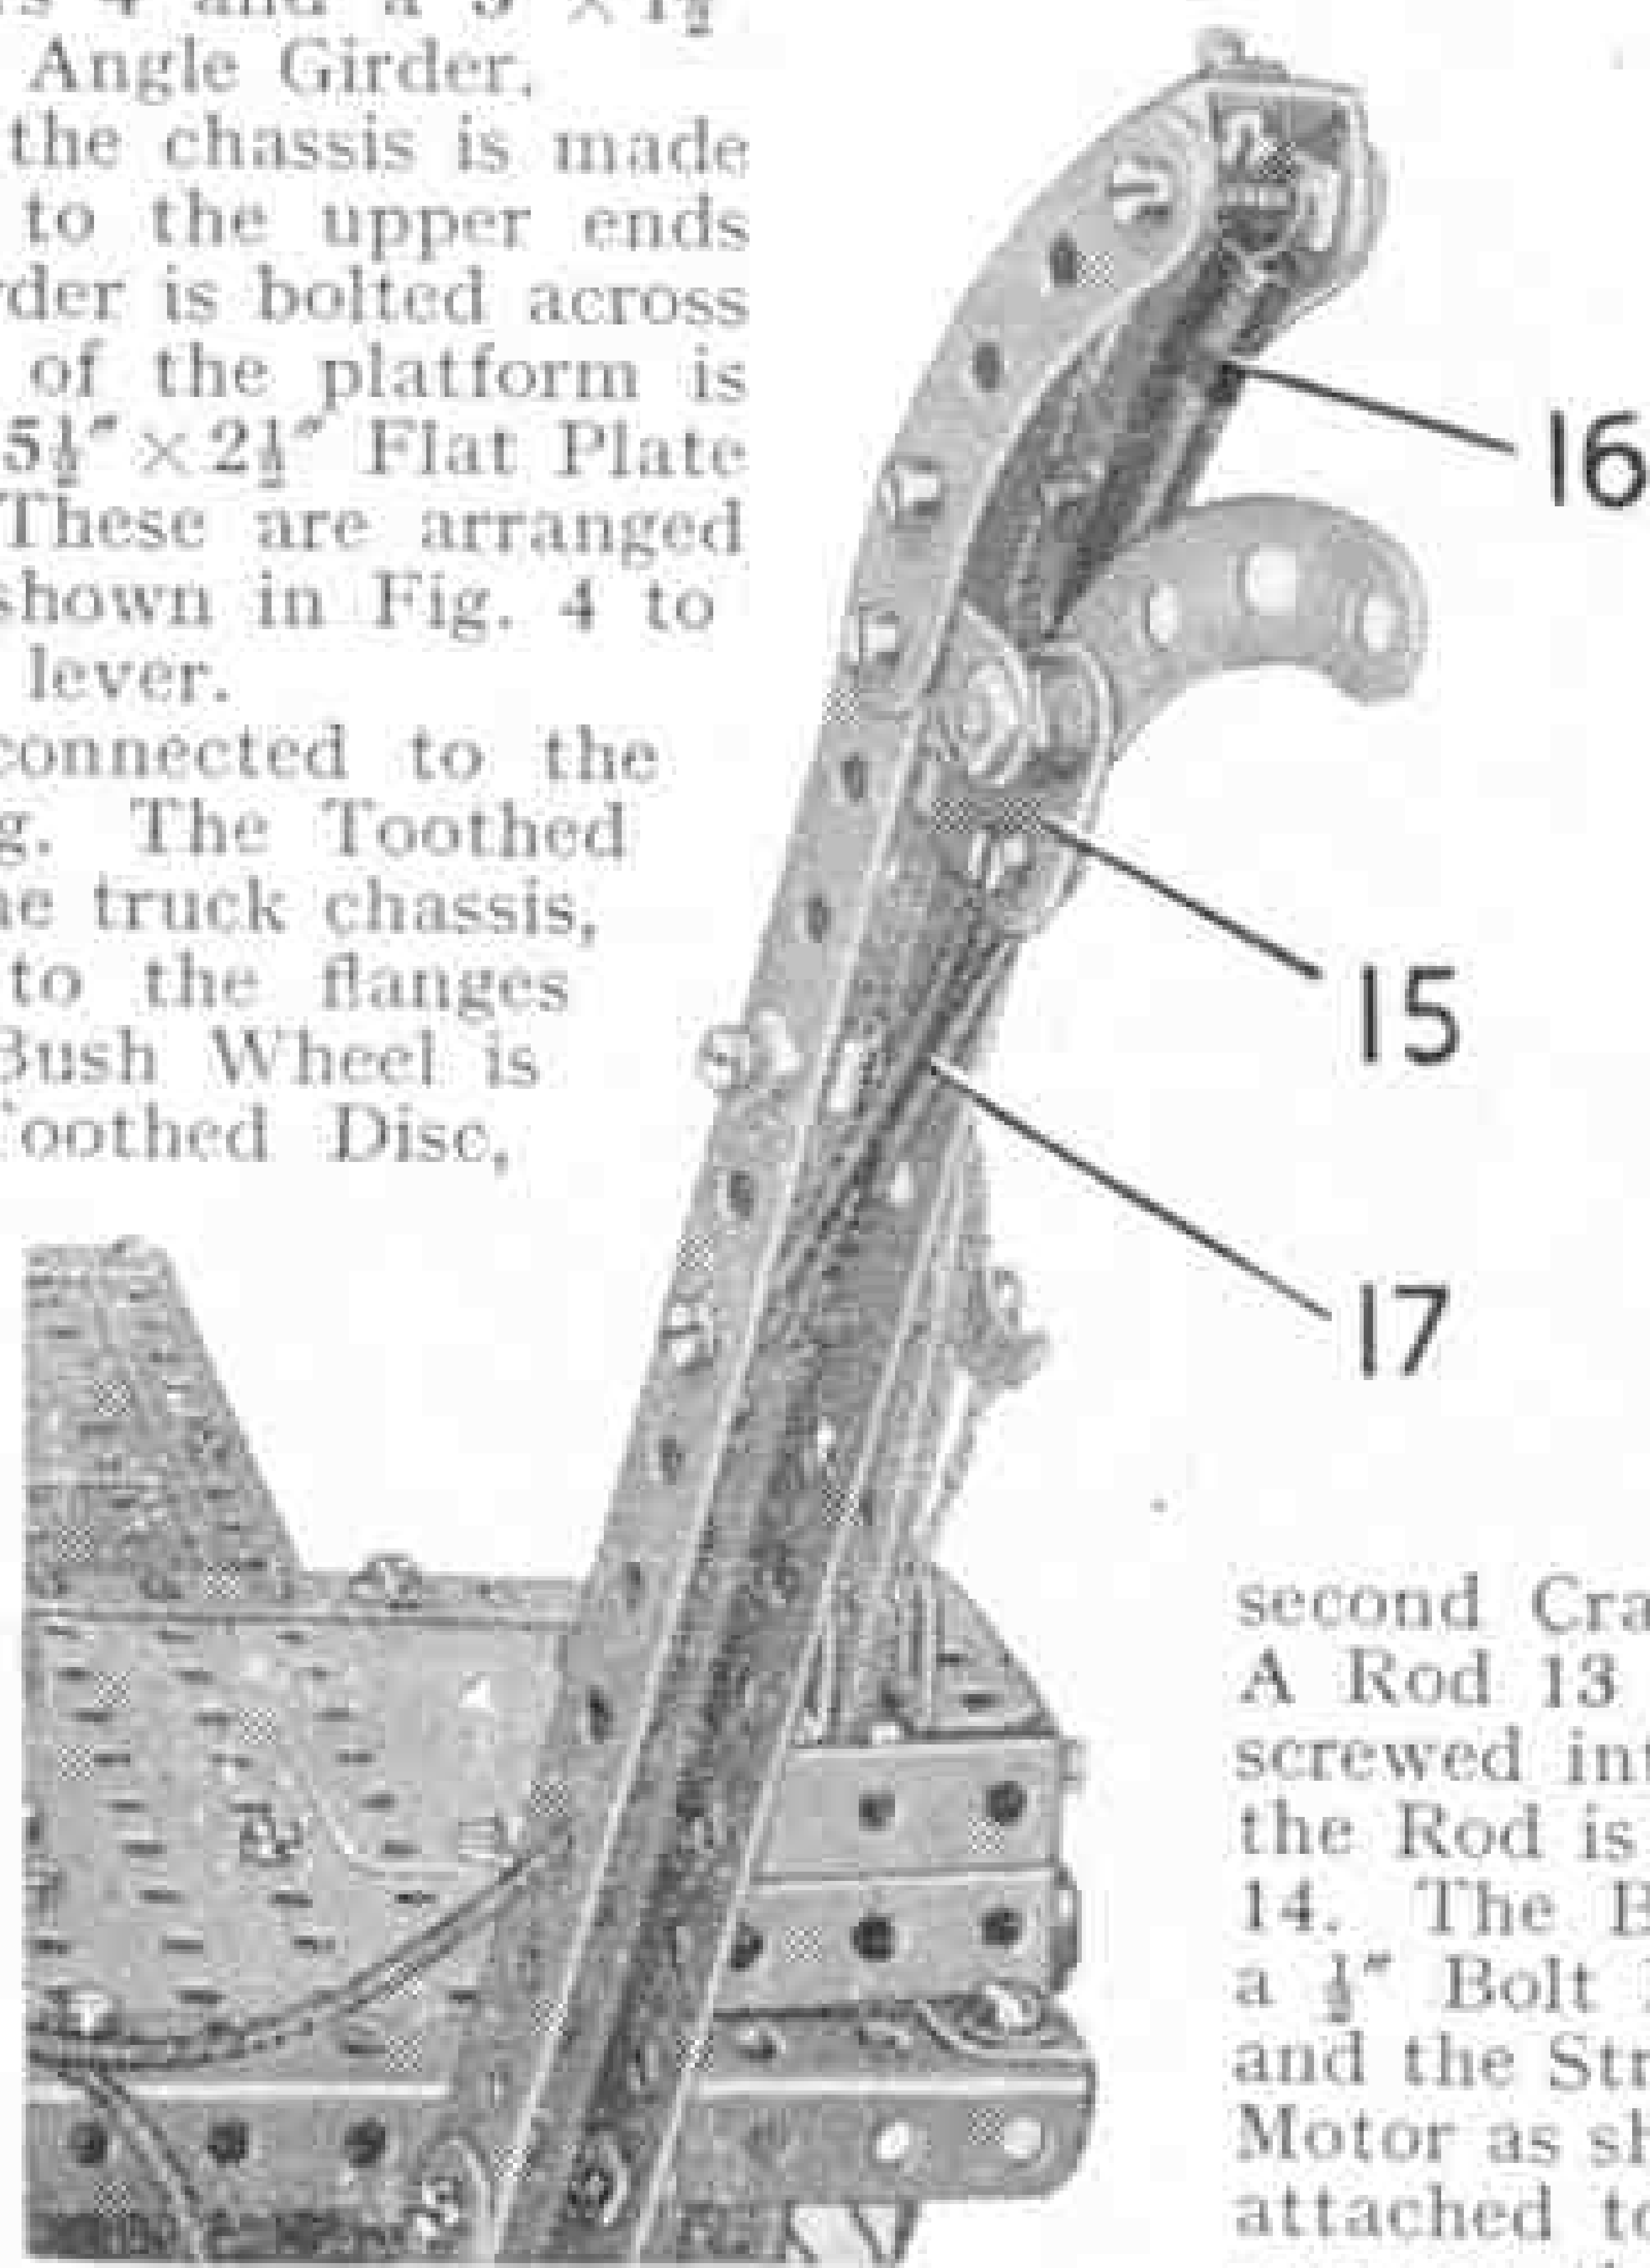 4 and a
Angle Girder.
the chassis is made
to the upper ends
is bolted across
of the platform is
5½″×2½″ Flat Plate
These are arranged
shown in Fig. 4 to
lever.
connected to the
The Toothed
truck chassis,
to the flanges
Bush Wheel is
Toothed Disc,
16
15
17
second Cra
A Rod 13
screwed int
the Rod is
14. The B
a ½″ Bolt
and the Str
Motor as sh
attached to